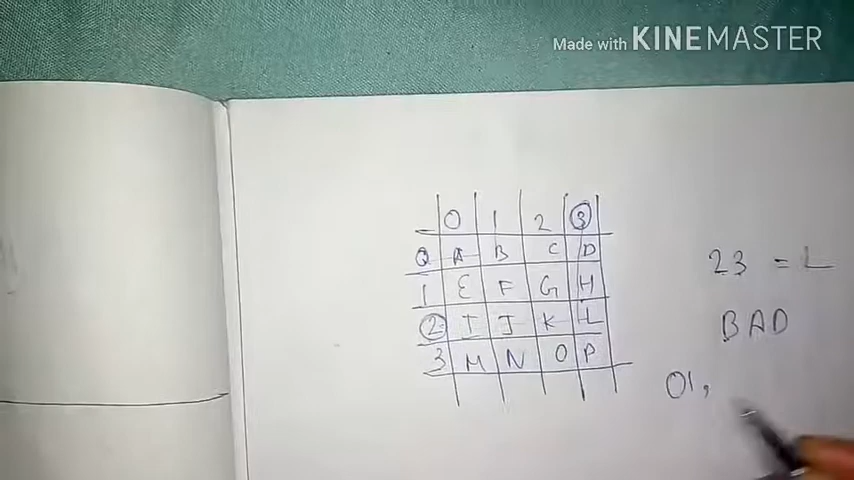 Made with KINEMASTER
0 1 2 3
0 A B C D
1 E F G H
2 I J K L
3 M N O P
23 = L
BAD
01,